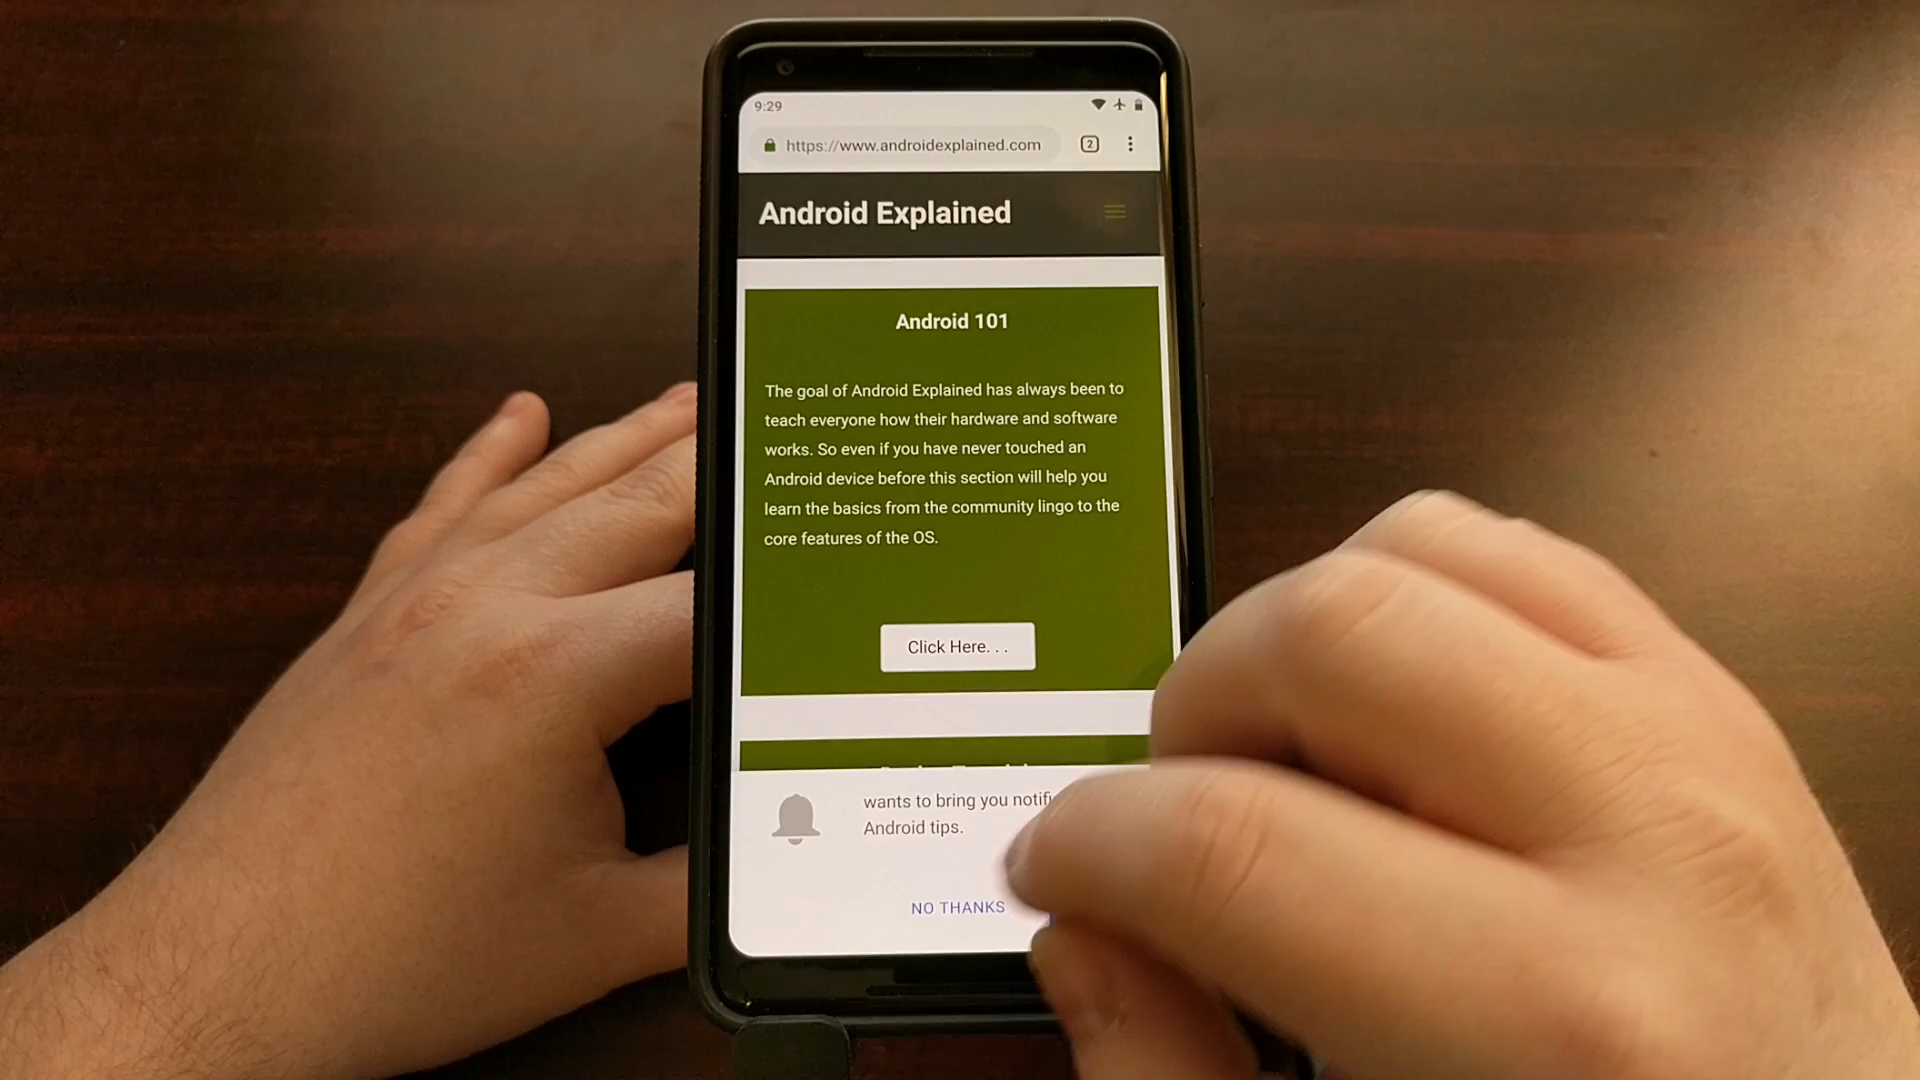 9:29
https://www.androidexplained.com
2
Android Explained
Android 101
The goal of Android Explained has always been to
teach everyone how their hardware and software
works. So even if you have never touched an
Android device before this section will help you
learn the basics from the community lingo to the
core features of the OS.
Click Here. . .
wants to bring you
Android tips.
NO THANKS